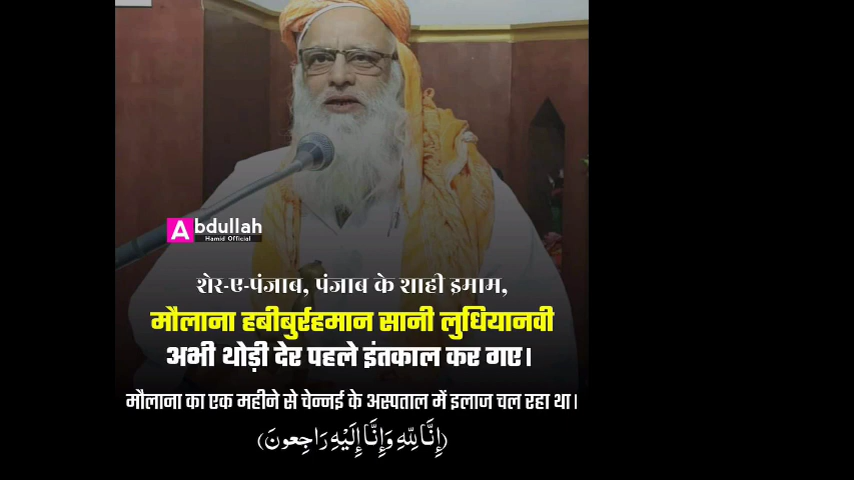 Abdullah
Hamid Official
शेर-ए-पंजाब, पंजाब के शाही इमाम,
मौलाना हबीबुर्रहमान सानी लुधियानवी
अभी थोड़ी देर पहले इंतकाल कर गए।
मौलाना का एक महीने से चेन्नई के अस्पताल में इलाज चल रहा था।
(إِنَّا لِلّٰهِ وَإِنَّا إِلَيْهِ رَاجِعونَ)